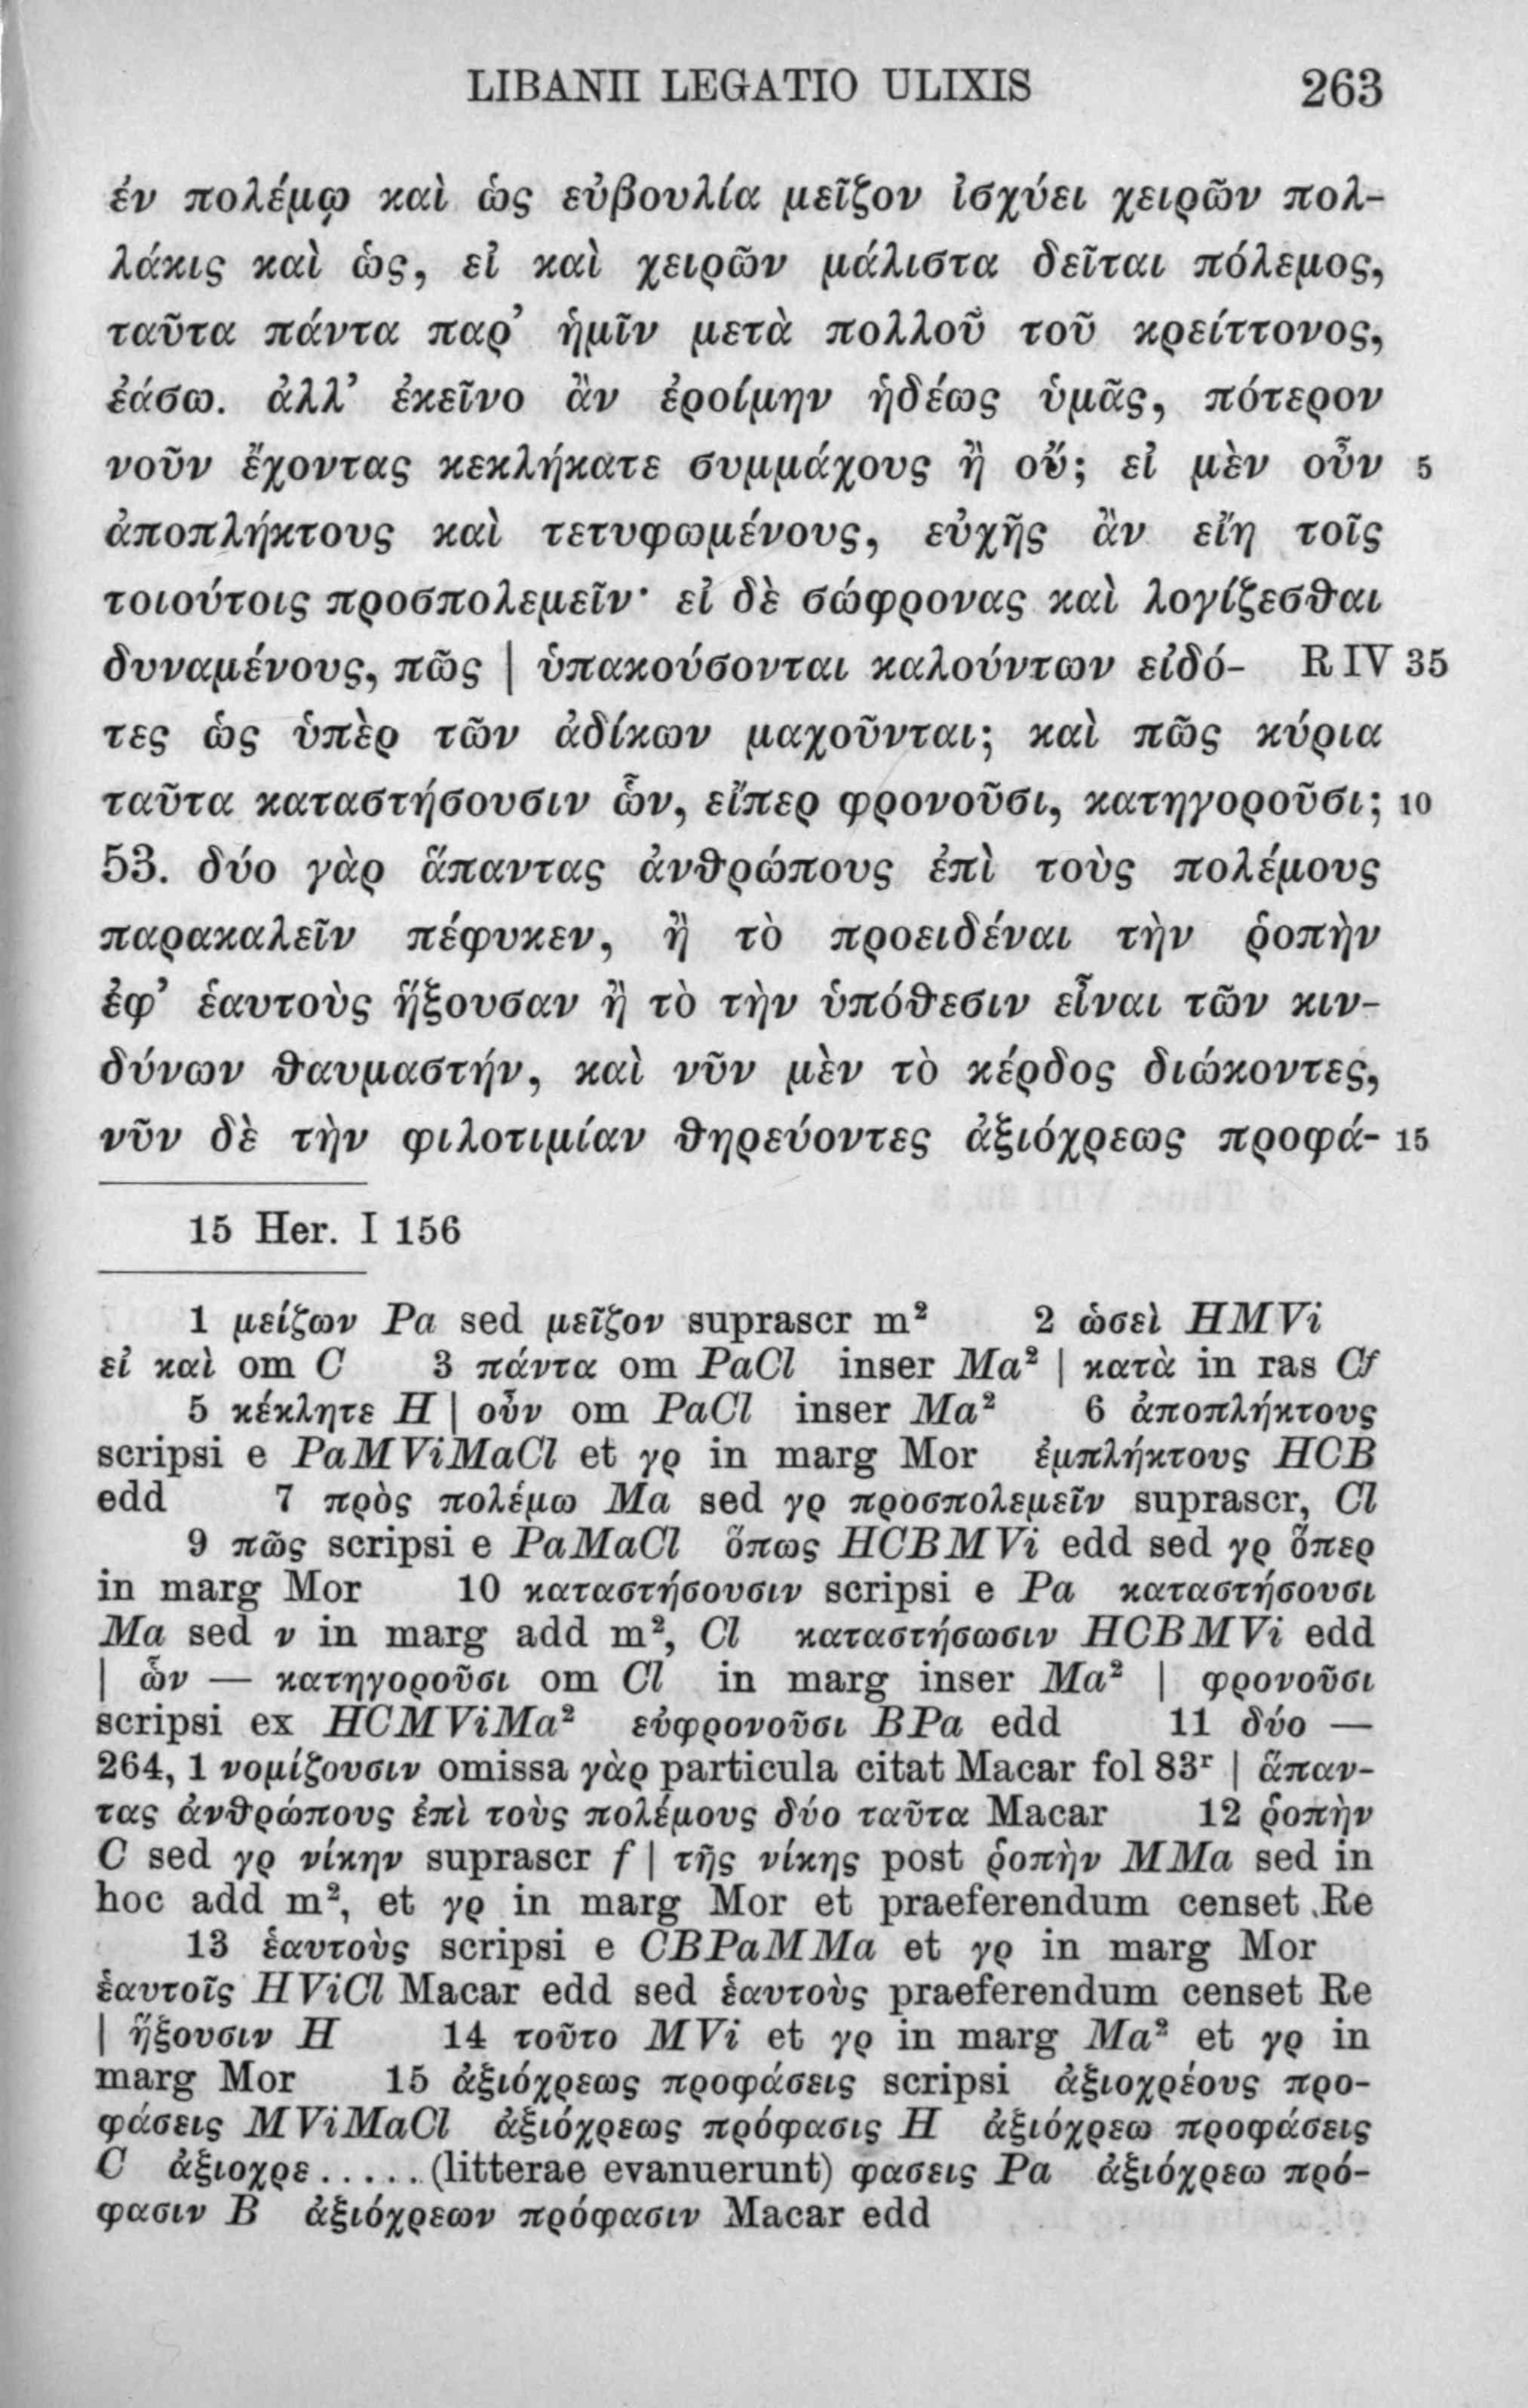 LIBANII LEGATIO ULIXIS 263
ἐν πολέμῳ καὶ ὡς εὐβουλία μεῖζον ἰσχύει χειρῶν πολ-
λάκις καὶ ὡς, εἰ καὶ χειρῶν μάλιστα δεῖται πόλεμος,
ταῦτα πάντα παρ’ ἡμῖν μετὰ πολλοῦ τοῦ κρείττονος,
ἐάσω. ἀλλ’ ἐκεῖνο ἂν ἐροίμην ἡδέως ὑμᾶς, πότερον
νοῦν ἔχοντας κεκλήκατε συμμάχους ἢ οὔ; εἰ μὲν οὖν 5
ἀποπλήκτους καὶ τετυφωμένους, εὐχῆς ἂν εἴη τοῖς
τοιούτοις προσπολεμεῖν· εἰ δὲ σώφρονας καὶ λογίζεσθαι
δυναμένους, πῶς | ὑπακούσονται καλούντων εἰδό- R IV 35
τες ὡς ὑπὲρ τῶν ἀδίκων μαχοῦνται; καὶ πῶς κύρια
ταῦτα καταστήσουσιν ὧν, εἴπερ φρονοῦσι, κατηγοροῦσι; 10
53. δύο γὰρ ἅπαντας ἀνθρώπους ἐπὶ τοὺς πολέμους
παρακαλεῖν πέφυκεν, ἢ τὸ προειδέναι τὴν ῥοπὴν
ἐφ’ ἑαυτοὺς ἥξουσαν ἢ τὸ τὴν ὑπόθεσιν εἶναι τῶν κιν-
δύνων θαυμαστήν, καὶ νῦν μὲν τὸ κέρδος διώκοντες,
νῦν δὲ τὴν φιλοτιμίαν θηρεύοντες ἀξιόχρεως προφά- 15
15 Her. I 156
1 μείζων Pa sed μεῖζον suprascr m² 2 ὡσεὶ HMVi
εἰ καὶ om C 3 πάντα om PaCl inser Ma² | κατὰ in ras Cf
5 κέκλητε H | οὖν om PaCl inser Ma² 6 ἀποπλήκτους
scripsi e PaMViMaCl et γρ in marg Mor ἐμπλήκτους HCB
edd 7 πρὸς πολέμω Ma sed γρ προσπολεμεῖν suprascr, Cl
9 πῶς scripsi e PaMaCl ὅπως HCBMVi edd sed γρ ὅπερ
in marg Mor 10 καταστήσουσιν scripsi e Pa καταστήσουσι
Ma sed ν in marg add m², Cl καταστήσωσιν HCBMVi edd
| ὧν — κατηγοροῦσι om Cl in marg inser Ma² | φρονοῦσι
scripsi ex HCMViMa² εὐφρονοῦσι BPa edd 11 δύο —
264, 1 νομίζουσιν omissa γὰρ particula citat Macar fol 83ʳ | ἅπαν-
τας ἀνθρώπους ἐπὶ τοὺς πολέμους δύο ταῦτα Macar 12 ῥοπὴν
C sed γρ νίκην suprascr f | τῆς νίκης post ῥοπὴν MMa sed in
hoc add m², et γρ in marg Mor et praeferendum censet Re
13 ἑαυτοὺς scripsi e CBPaMMa et γρ in marg Mor
ἑαυτοῖς HViCl Macar edd sed ἑαυτοὺς praeferendum censet Re
| ἥξουσιν H 14 τοῦτο MVi et γρ in marg Ma² et γρ in
marg Mor 15 ἀξιόχρεως προφάσεις scripsi ἀξιοχρέους προ-
φάσεις MViMaCl ἀξιόχρεως πρόφασις H ἀξιόχρεω προφάσεις
C ἀξιοχρε..... (litterae evanuerunt) φασεις Pa ἀξιόχρεω πρό-
φασιν B ἀξιόχρεων πρόφασιν Macar edd